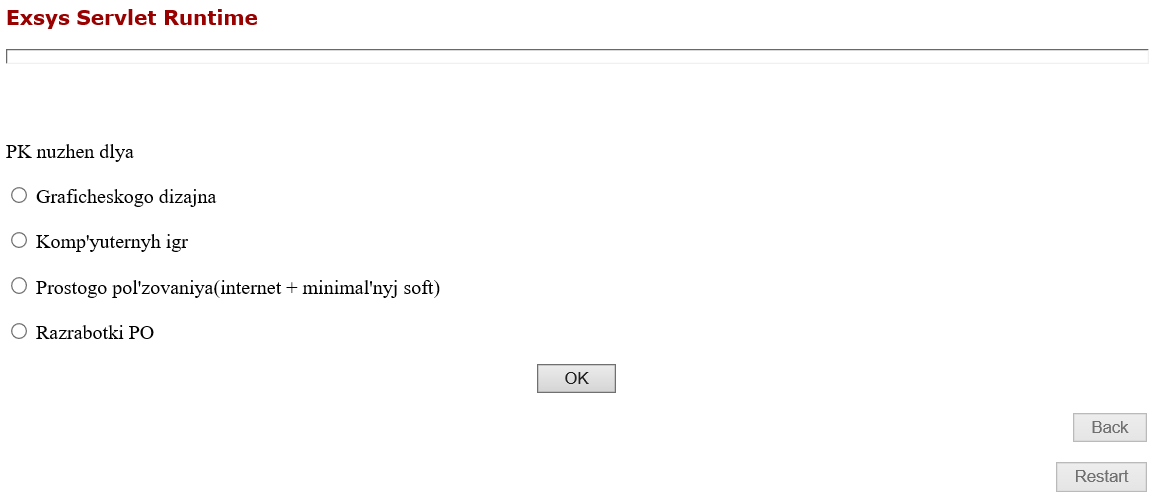 Exsys Servlet Runtime
PK nuzhen dlya
Graficheskogo dizajna
Komp'yuternyh igr
Prostogo pol'zovaniya(internet + minimal'nyj soft)
Razrabotki PO
OK
Back
Restart